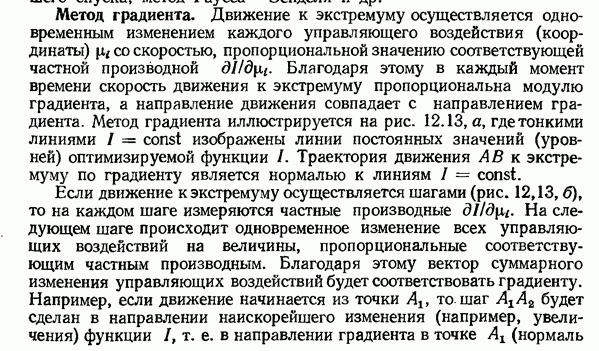 Метод градиента. Движение к экстремуму осуществляется одно-
временным изменением каждого управляющего воздействия (коор-
динаты) μᵢ со скоростью, пропорциональной значению соответствующей
частной производной ∂I/∂μᵢ. Благодаря этому в каждый момент
времени скорость движения к экстремуму пропорциональна модулю
градиента, а направление движения совпадает с направлением гра-
диента. Метод градиента иллюстрируется на рис. 12.13, а, где тонкими
линиями I = const изображены линии постоянных значений (уров-
ней) оптимизируемой функции I. Траектория движения AB к экстре-
муму по градиенту является нормалью к линиям I = const.
Если движение к экстремуму осуществляется шагами (рис. 12,13, б),
то на каждом шаге измеряются частные производные ∂I/∂μᵢ. На сле-
дующем шаге происходит одновременное изменение всех управляю-
щих воздействий на величины, пропорциональные соответству-
ющим частным производным. Благодаря этому вектор суммарного
изменения управляющих воздействий будет соответствовать градиенту.
Например, если движение начинается из точки A₁, то шаг A₁A₂ будет
сделан в направлении наискорейшего изменения (например, увели-
чения) функции I, т. е. в направлении градиента в точке A₁ (нормаль